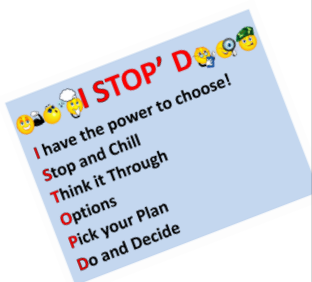 I STOP' D
I have the power to choose!
Stop and Chill
Think it Through
Options
Pick your Plan
Do and Decide